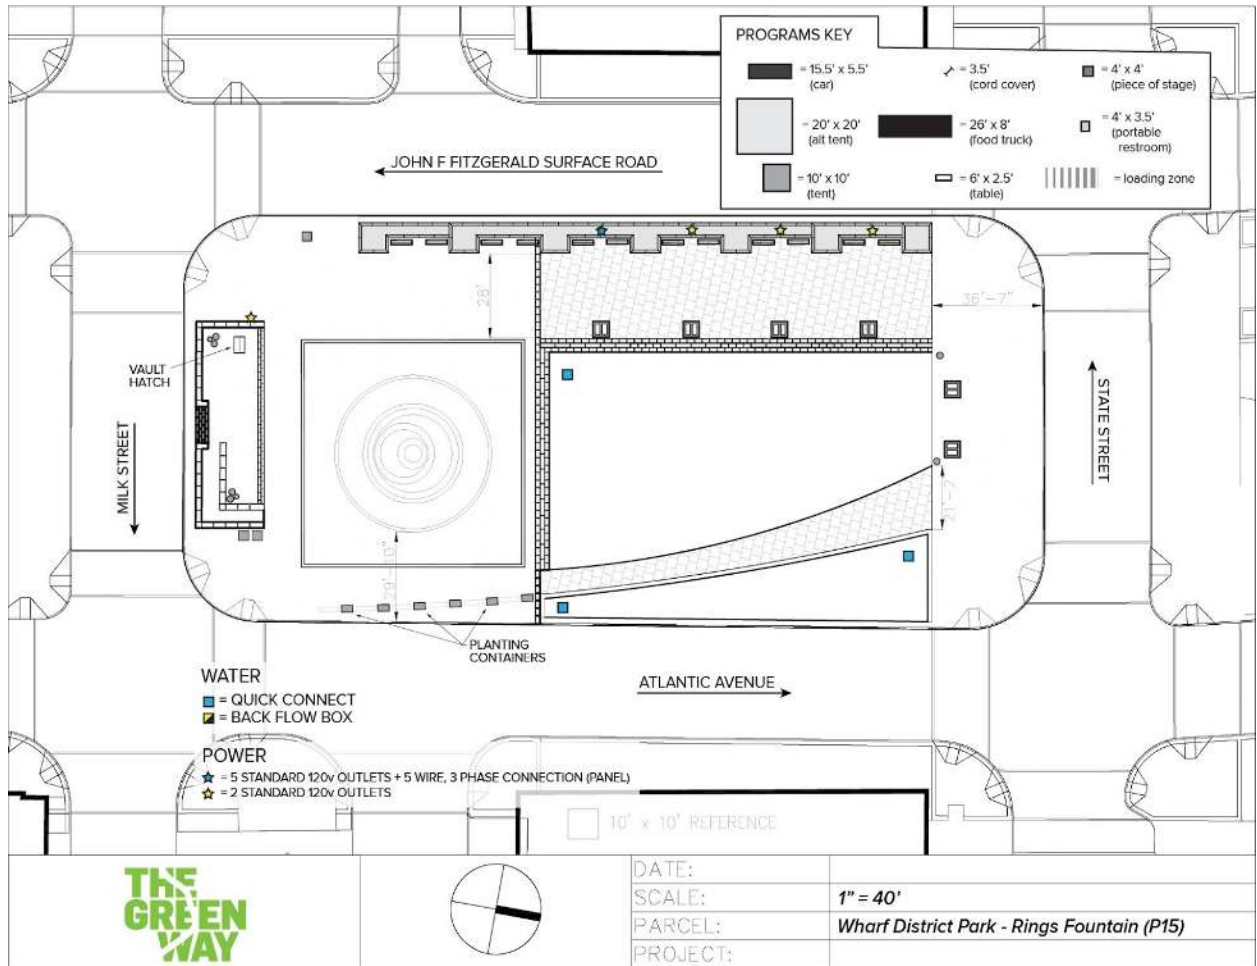 PROGRAMS KEY
= 15.5' x 5.5'
(car)
= 3.5'
(cord cover)
= 4' x 4'
(piece of stage)
= 20' x 20'
(alt tent)
= 26' x 8'
(food truck)
= 4' x 3.5'
(portable
restroom)
= 10' x 10'
(tent)
= 6' x 2.5'
(table)
= loading zone
JOHN F FITZGERALD SURFACE ROAD
28'
36'-7"
VAULT
HATCH
MILK STREET
STATE STREET
21'-2"
29'-10"
PLANTING
CONTAINERS
WATER
= QUICK CONNECT
= BACK FLOW BOX
ATLANTIC AVENUE
POWER
= 5 STANDARD 120v OUTLETS + 5 WIRE, 3 PHASE CONNECTION (PANEL)
= 2 STANDARD 120v OUTLETS
10' x 10' REFERENCE
THE
GREEN
WAY
DATE:
SCALE: 1" = 40'
PARCEL: Wharf District Park - Rings Fountain (P15)
PROJECT: